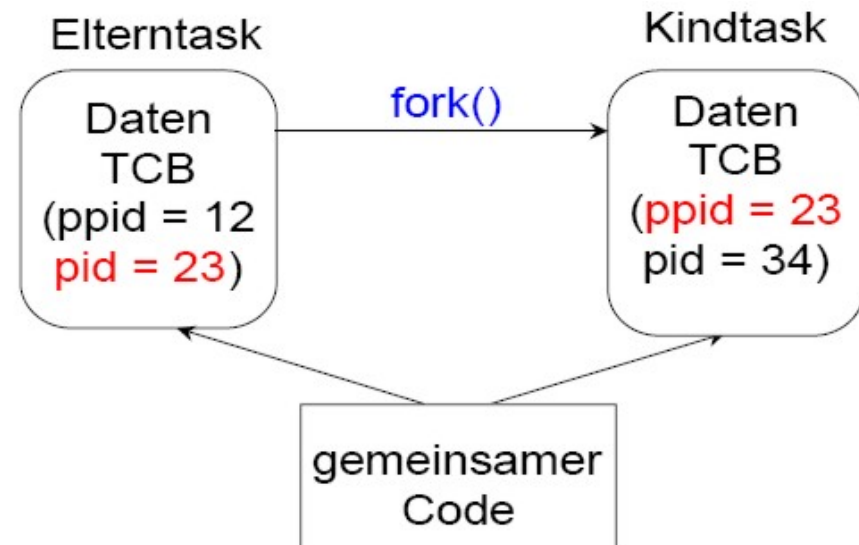 Elterntask
Daten
TCB
(ppid = 12
pid = 23)
fork()
Kindtask
Daten
TCB
(ppid = 23
pid = 34)
gemeinsamer
Code